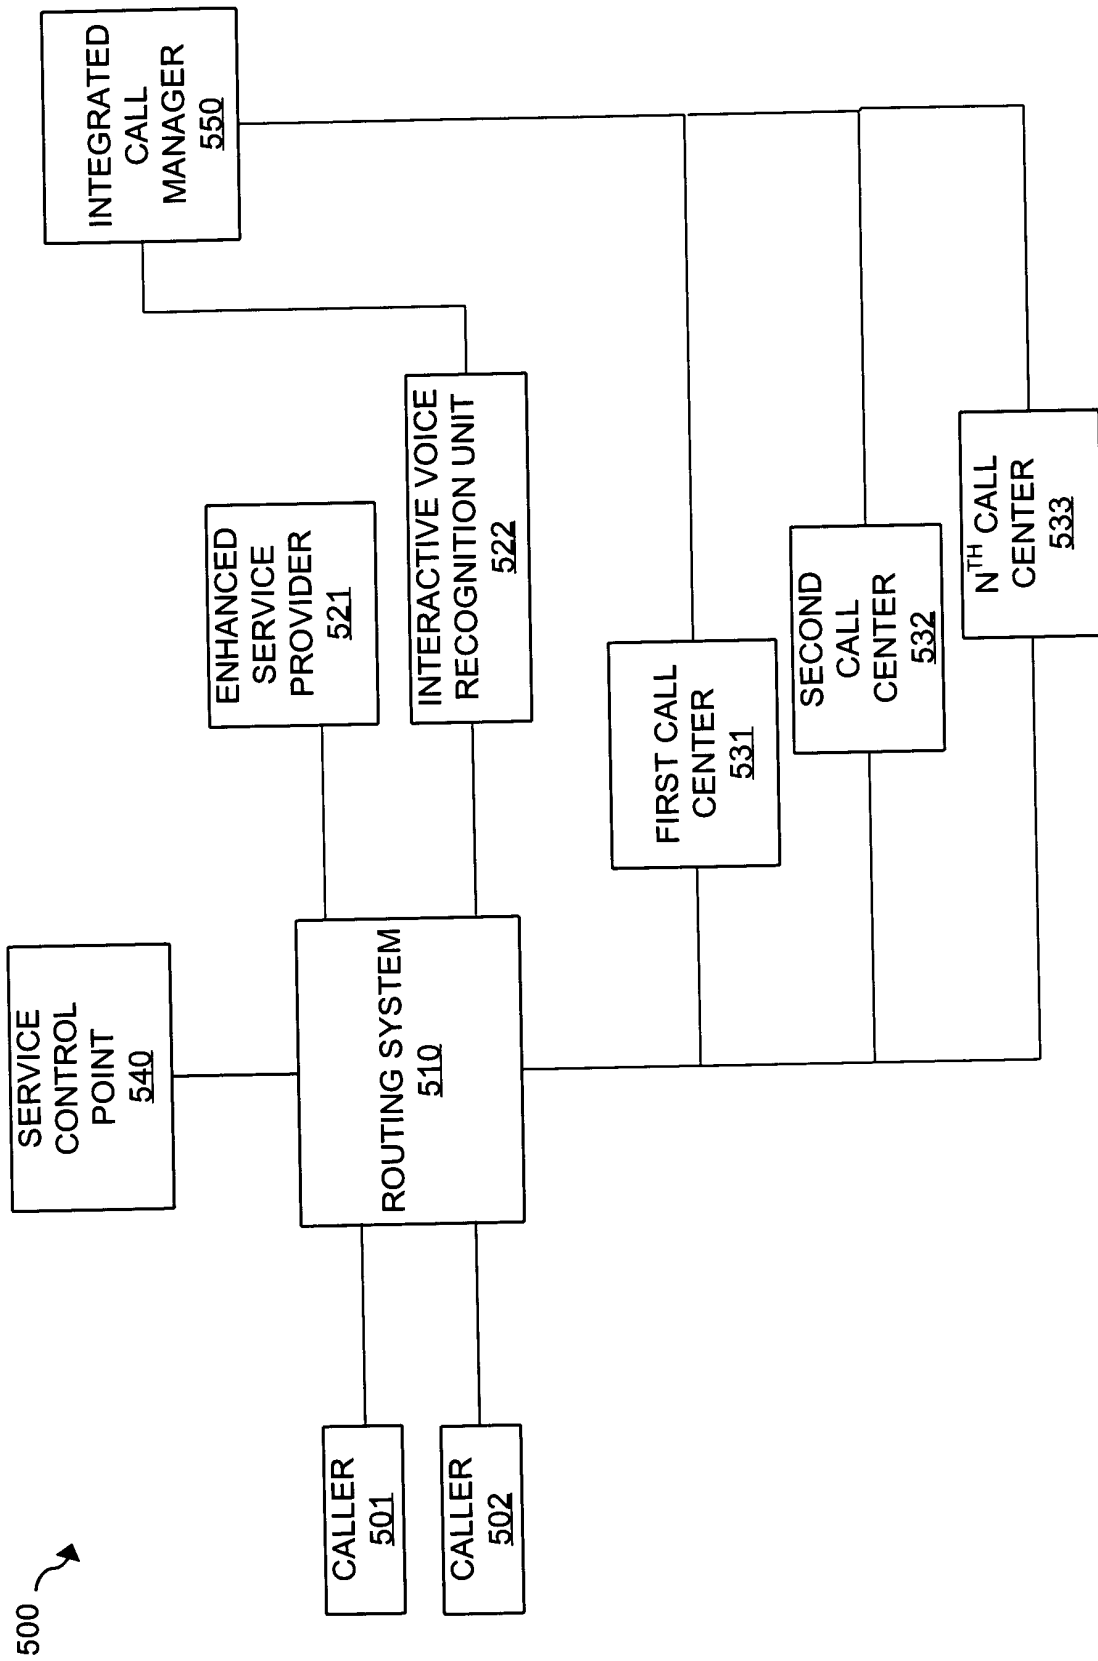 500
CALLER
501
CALLER
502
SERVICE
CONTROL
POINT
540
ROUTING SYSTEM
510
ENHANCED
SERVICE
PROVIDER
521
INTERACTIVE VOICE
RECOGNITION UNIT
522
FIRST CALL
CENTER
531
SECOND
CALL
CENTER
532
NTH CALL
CENTER
533
INTEGRATED
CALL
MANAGER
550